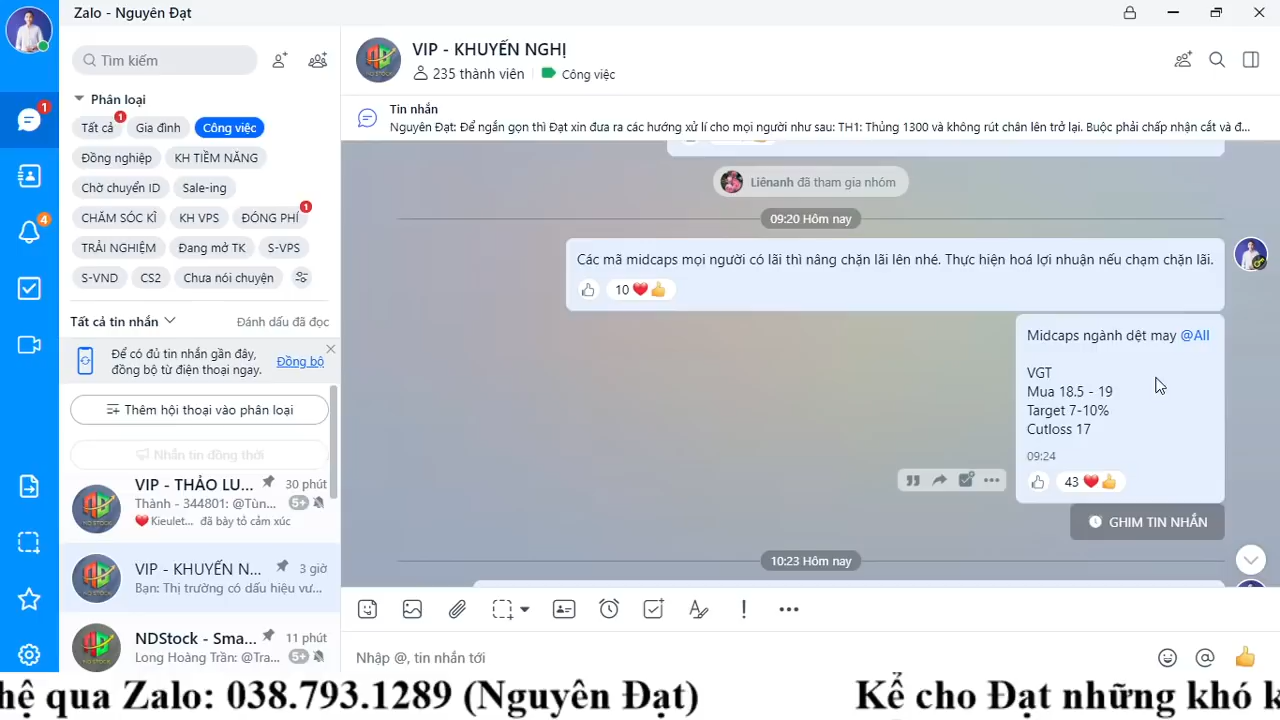 Zalo - Nguyên Đạt
Tìm kiếm
Phân loại
Tất cả 1 Gia đình Công việc
Đồng nghiệp KH TIỀM NĂNG
Chờ chuyển ID Sale-ing
CHĂM SÓC KĨ KH VPS ĐÓNG PHÍ 1
TRẢI NGHIỆM Đang mở TK S-VPS
S-VND CS2 Chưa nói chuyện
Tất cả tin nhắn Đánh dấu đã đọc
Để có đủ tin nhắn gần đây,
đồng bộ từ điện thoại ngay. Đồng bộ
Thêm hội thoại vào phân loại
Nhắn tin đồng thời
VIP - THẢO LU... 30 phút
Thành - 344801: @Tùn... 5+
❤️ Kieulet... đã bày tỏ cảm xúc
VIP - KHUYẾN N... 3 giờ
Bạn: Thị trường có dấu hiệu vư...
NDStock - Sma... 11 phút
Long Hoàng Trần: @Tra... 5+
1
4
VIP - KHUYẾN NGHỊ
235 thành viên Công việc
Tin nhắn
Nguyên Đạt: Để ngắn gọn thì Đạt xin đưa ra các hướng xử lí cho mọi người như sau: TH1: Thủng 1300 và không rút chân lên trở lại. Buộc phải chấp nhận cắt và đ...
Liênanh đã tham gia nhóm
09:20 Hôm nay
Các mã midcaps mọi người có lãi thì nâng chặn lãi lên nhé. Thực hiện hoá lợi nhuận nếu chạm chặn lãi.
10 ❤️👍
Midcaps ngành dệt may @All
VGT
Mua 18.5 - 19
Target 7-10%
Cutloss 17
09:24
43 ❤️👍
GHIM TIN NHẮN
10:23 Hôm nay
Nhập @, tin nhắn tới
hệ qua Zalo: 038.793.1289 (Nguyên Đạt) Kể cho Đạt những khó k